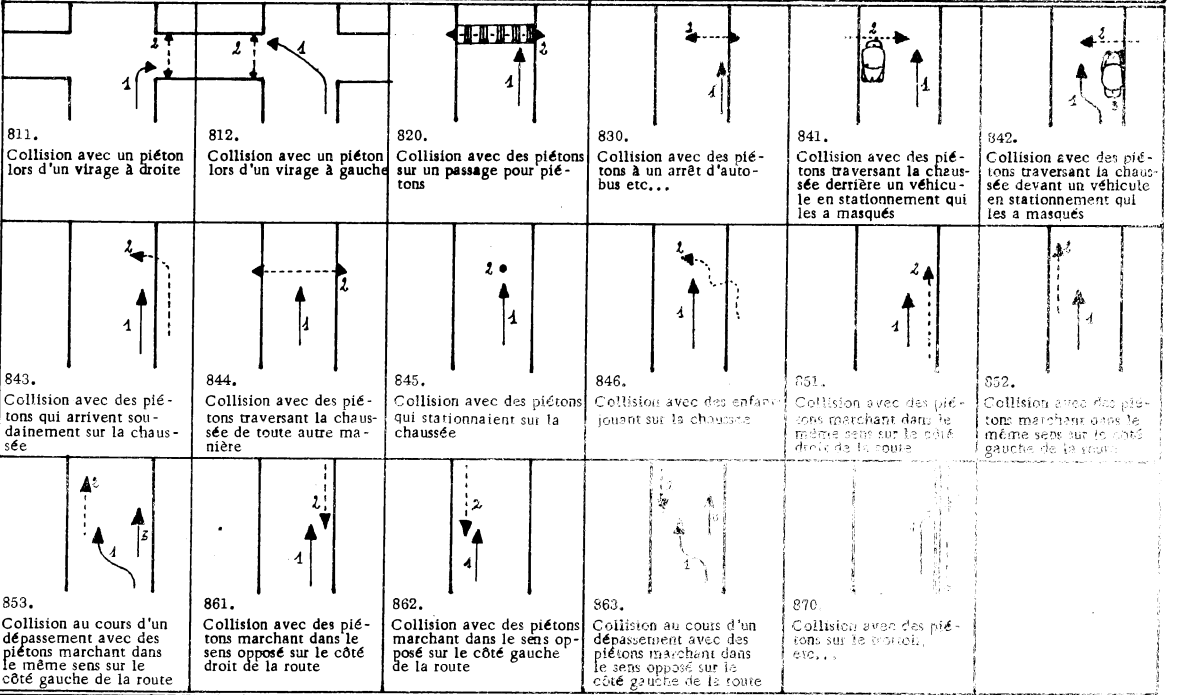 811.
Collision avec un piéton
lors d'un virage à droite
812.
Collision avec un piéton
lors d'un virage à gauche
820.
Collision avec des piétons
sur un passage pour pié-
tons
830.
Collision avec des pié-
tons à un arrêt d'auto-
bus etc...
841.
Collision avec des pié-
tons traversant la chaus-
sée derrière un véhicu-
le en stationnement qui
les a masqués
842.
Collision avec des pié-
tons traversant la chaus-
sée devant un véhicule
en stationnement qui
les a masqués
843.
Collision avec des pié-
tons qui arrivent sou-
dainement sur la chaus-
sée
844.
Collision avec des pié-
tons traversant la chaus-
sée de toute autre ma-
nière
845.
Collision avec des piétons
qui stationnaient sur la
chaussée
846.
Collision avec des enfan
jouant sur la chaussée
851.
Collision avec des pié-
tons marchant dans le
même sens sur le côté
droit de la route
852.
Collision avec des pié-
tons marchant dans le
même sens sur le côté
gauche de la route
853.
Collision au cours d'un
dépassement avec des
piétons marchant dans
le même sens sur le
côté gauche de la route
861.
Collision avec des pié-
tons marchant dans le
sens opposé sur le côté
droit de la route
862.
Collision avec des piétons
marchant dans le sens op-
posé sur le côté gauche
de la route
863.
Collision au cours d'un
dépassement avec des
piétons marchant dans
le sens opposé sur le
côté gauche de la route
870
Collision avec des pié-
tons sur le trottoir,
etc...